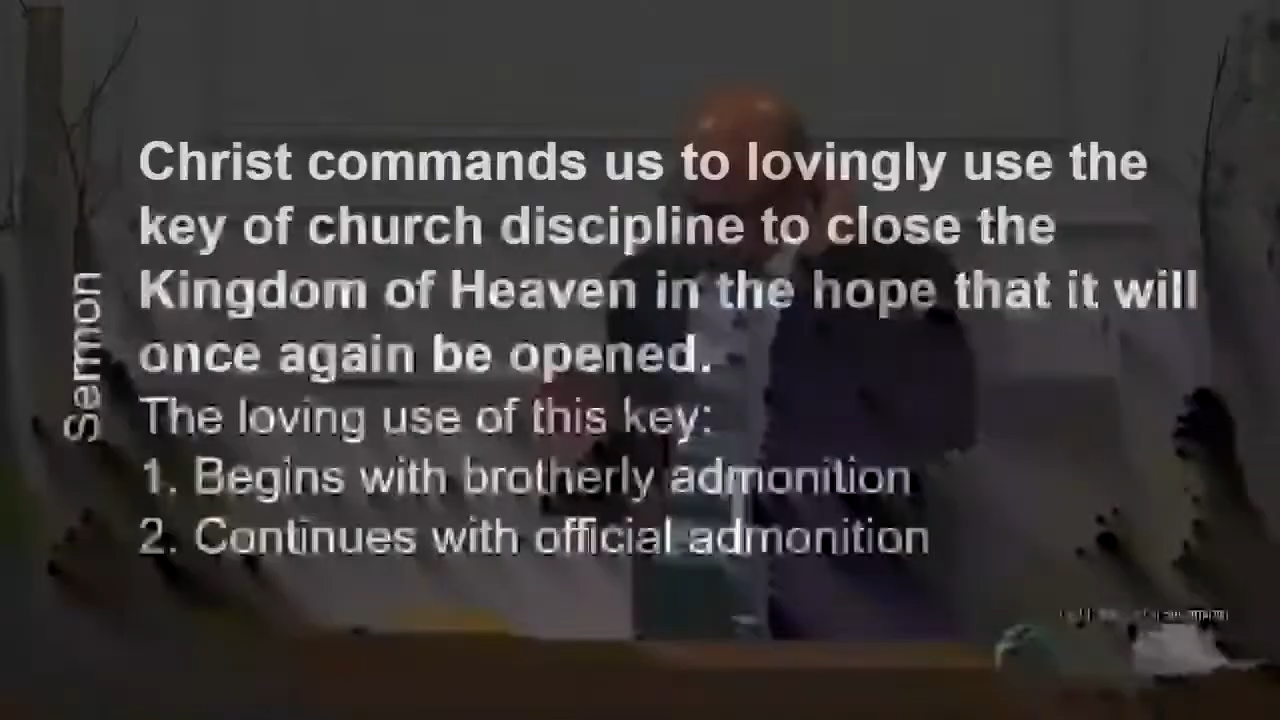 Sermon
Christ commands us to lovingly use the
key of church discipline to close the
Kingdom of Heaven in the hope that it will
once again be opened.
The loving use of this key:
1. Begins with brotherly admonition
2. Continues with official admonition